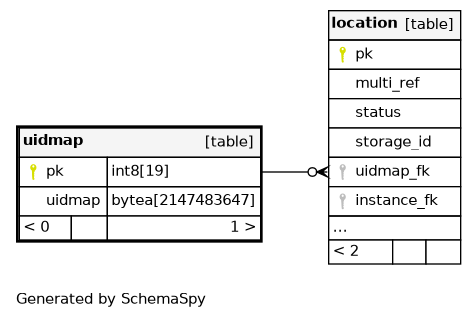 location [table]
pk
multi_ref
status
storage_id
uidmap_fk
instance_fk
...
< 2
uidmap [table]
pk int8[19]
uidmap bytea[2147483647]
< 0 1 >
Generated by SchemaSpy